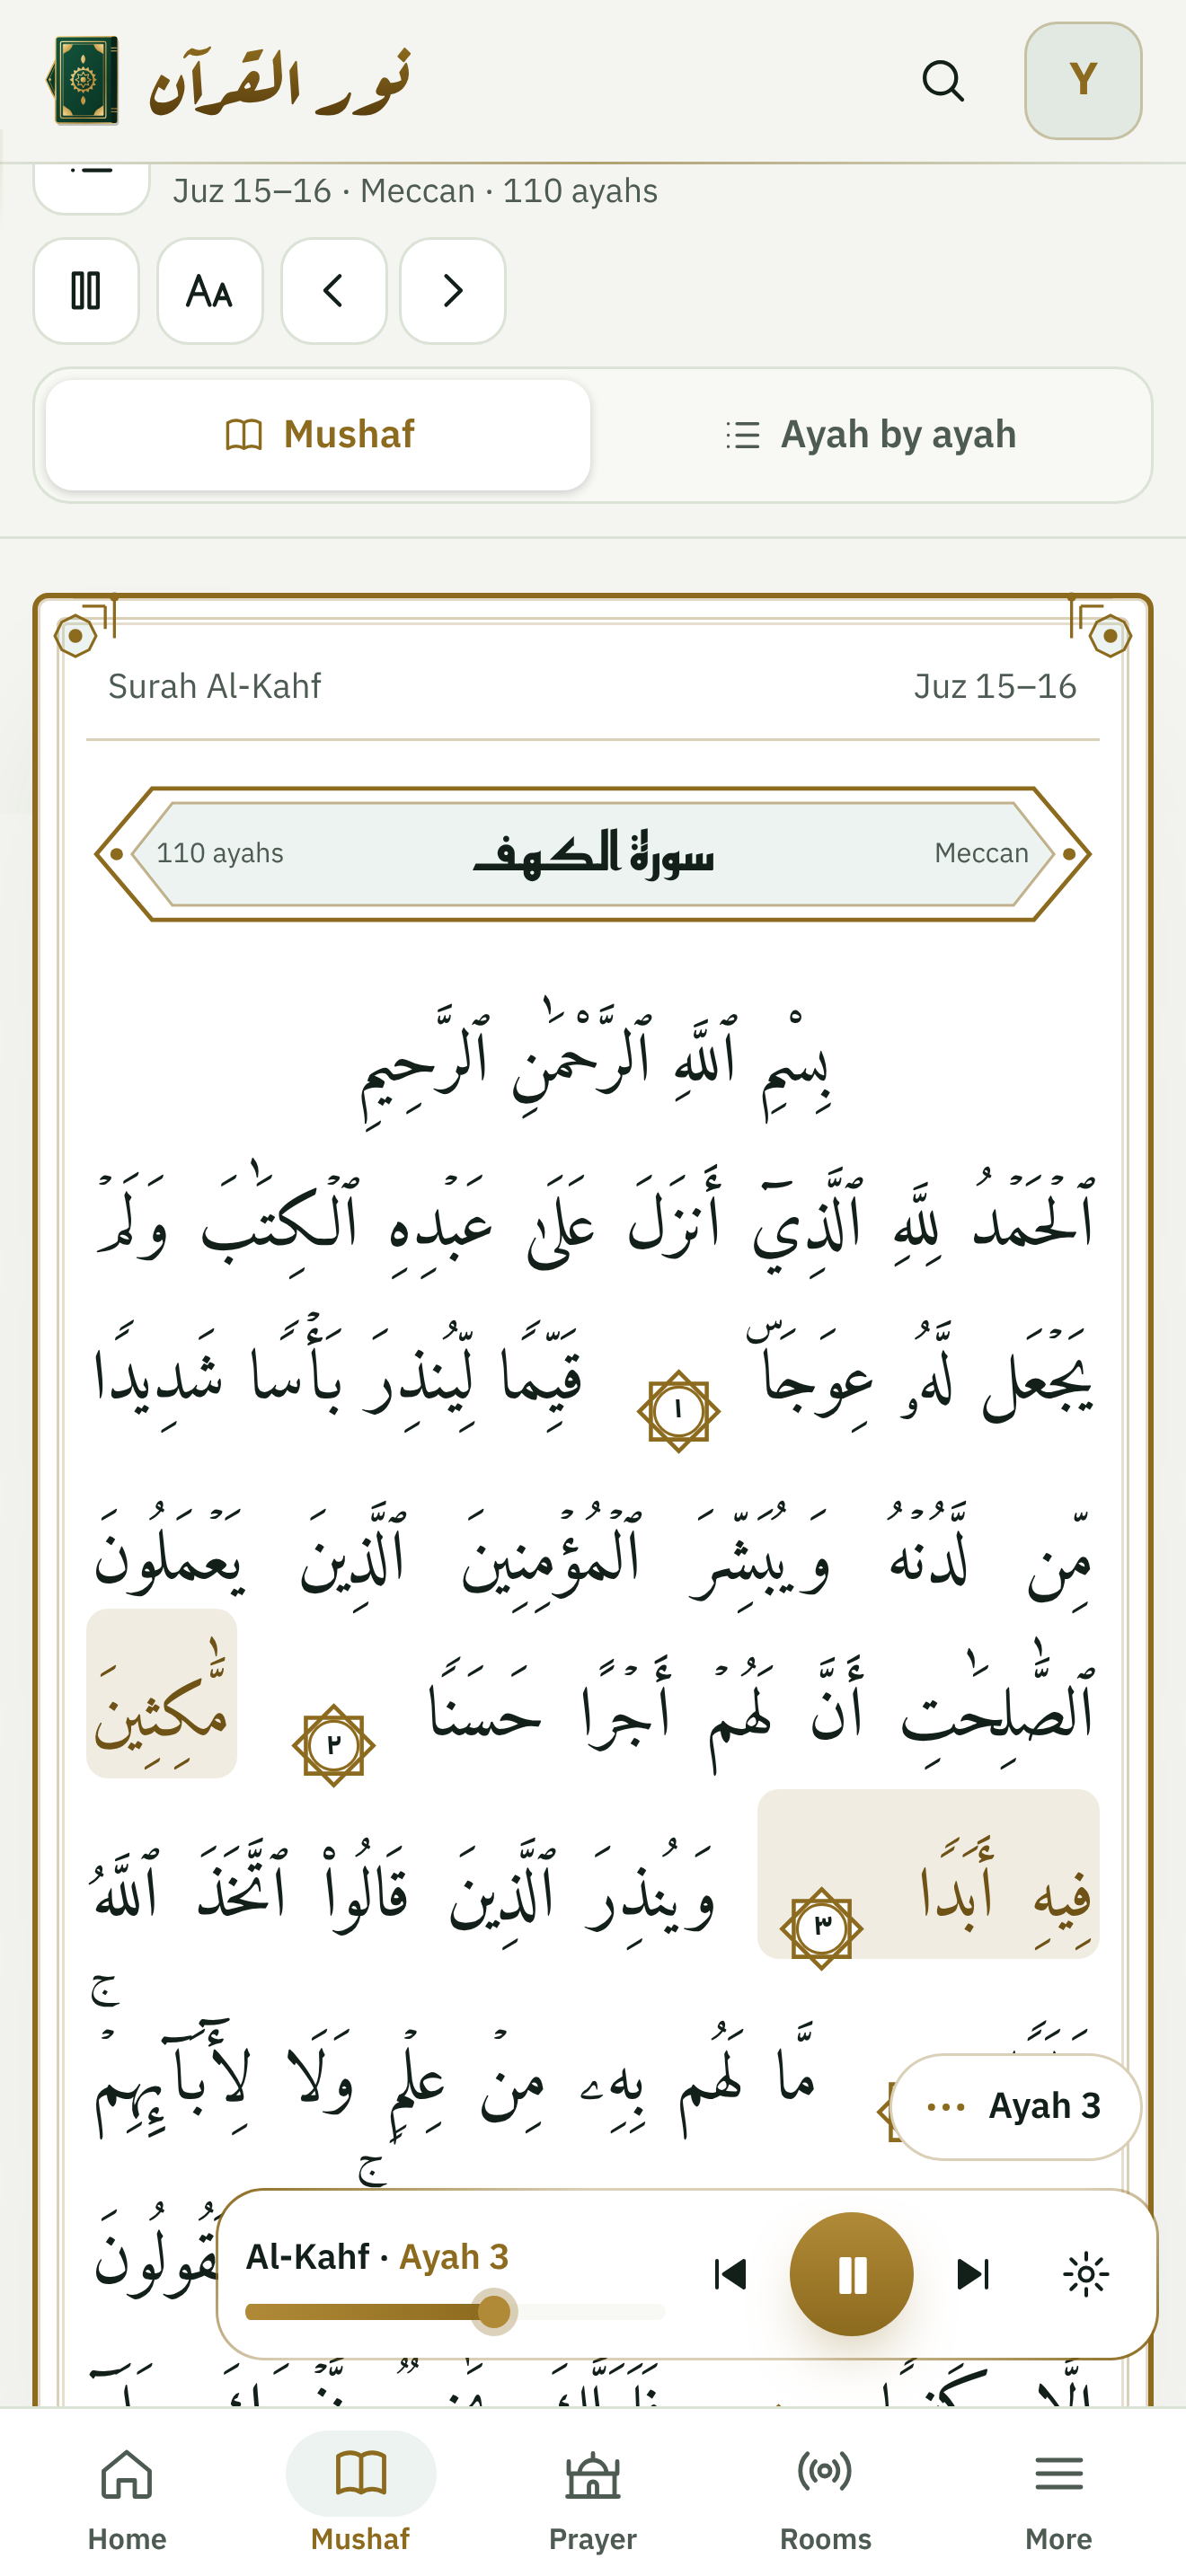 نور القرآن
Y
Juz 15–16 · Meccan · 110 ayahs
AA
Mushaf
Ayah by ayah
Surah Al-Kahf
Juz 15–16
110 ayahs
سورة الكهف
Meccan
بِسْمِ ٱللَّهِ ٱلرَّحْمَٰنِ ٱلرَّحِيمِ
ٱلۡحَمۡدُ لِلَّهِ ٱلَّذِيٓ أَنزَلَ عَلَىٰ عَبۡدِهِ ٱلۡكِتَٰبَ وَلَمۡ
يَجۡعَل لَّهُۥ عِوَجَاۜ ١ قَيِّمٗا لِّيُنذِرَ بَأۡسٗا شَدِيدٗا
مِّن لَّدُنۡهُ وَيُبَشِّرَ ٱلۡمُؤۡمِنِينَ ٱلَّذِينَ يَعۡمَلُونَ
ٱلصَّٰلِحَٰتِ أَنَّ لَهُمۡ أَجۡرًا حَسَنٗا ٢ مَّٰكِثِينَ
فِيهِ أَبَدٗا ٣ وَيُنذِرَ ٱلَّذِينَ قَالُواْ ٱتَّخَذَ ٱللَّهُ
مَّا لَهُم بِهِۦ مِنۡ عِلۡمٖ وَلَا لِأٓبَآئِهِمۡۚ
Ayah 3
Al-Kahf · Ayah 3
Home
Mushaf
Prayer
Rooms
More